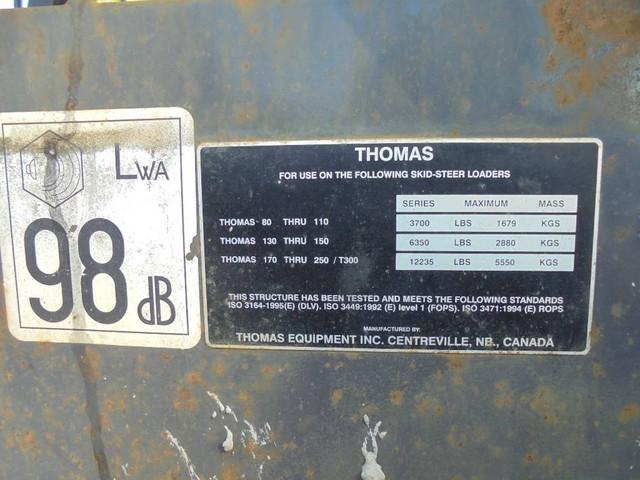 LWA
98 dB
THOMAS
FOR USE ON THE FOLLOWING SKID-STEER LOADERS
SERIES MAXIMUM MASS
THOMAS 80 THRU 110 3700 LBS 1679 KGS
THOMAS 130 THRU 150 6350 LBS 2880 KGS
THOMAS 170 THRU 250 / T300 12235 LBS 5550 KGS
THIS STRUCTURE HAS BEEN TESTED AND MEETS THE FOLLOWING STANDARDS
ISO 3164-1995(E) (DLV). ISO 3449:1992 (E) level 1 (FOPS). ISO 3471:1994 (E) ROPS
MANUFACTURED BY:
THOMAS EQUIPMENT INC. CENTREVILLE, NB., CANADA